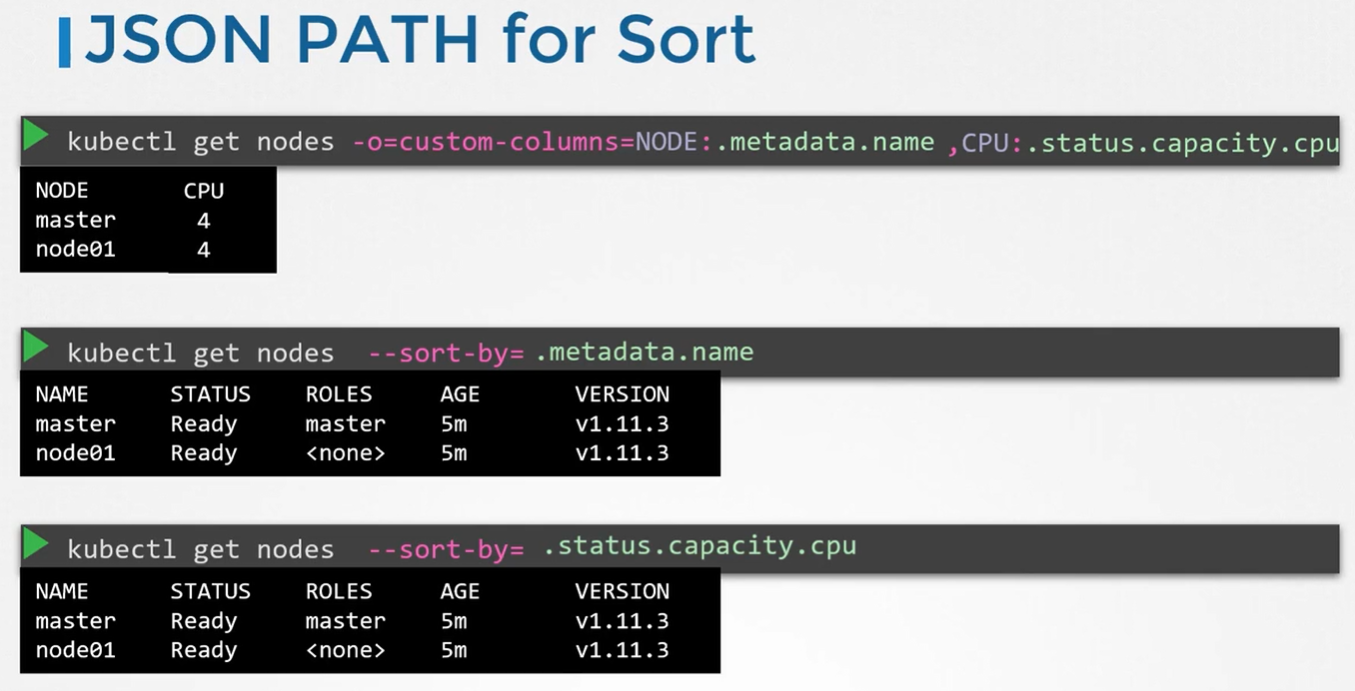 JSON PATH for Sort
kubectl get nodes -o=custom-columns=NODE:.metadata.name ,CPU:.status.capacity.cpu
NODE CPU
master 4
node01 4
kubectl get nodes --sort-by= .metadata.name
NAME STATUS ROLES AGE VERSION
master Ready master 5m v1.11.3
node01 Ready <none> 5m v1.11.3
kubectl get nodes --sort-by= .status.capacity.cpu
NAME STATUS ROLES AGE VERSION
master Ready master 5m v1.11.3
node01 Ready <none> 5m v1.11.3